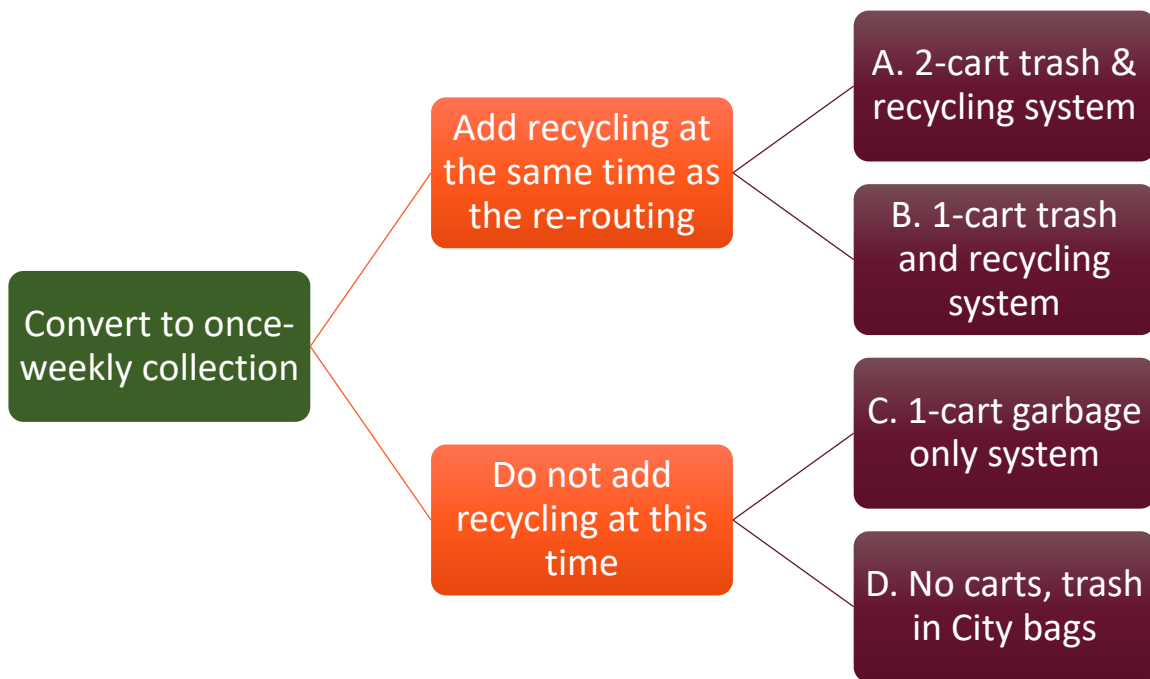 Convert to once-
weekly collection
Add recycling at
the same time as
the re-routing
A. 2-cart trash &
recycling system
B. 1-cart trash
and recycling
system
Do not add
recycling at this
time
C. 1-cart garbage
only system
D. No carts, trash
in City bags